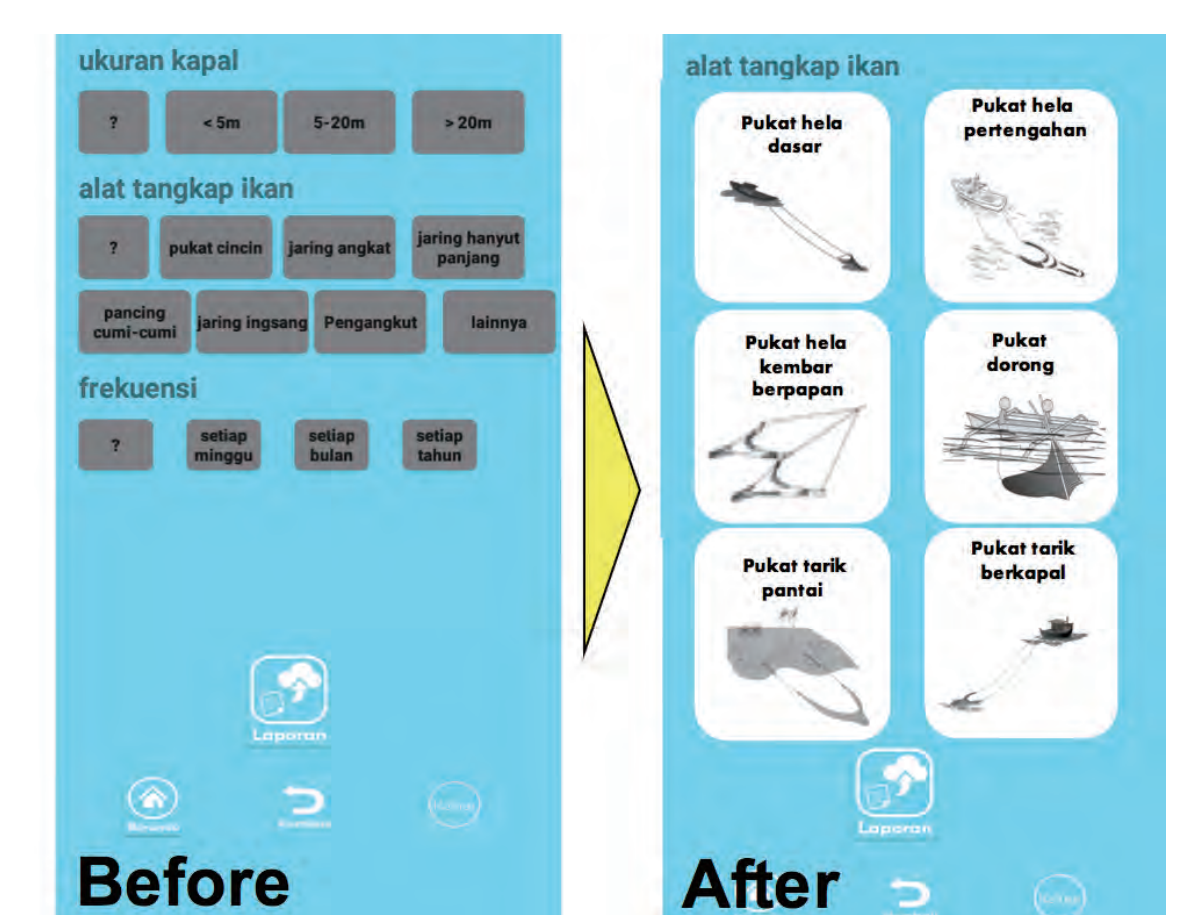 ukuran kapal
?
< 5m
5-20m
> 20m
alat tangkap ikan
?
pukat cincin
jaring angkat
jaring hanyut
panjang
pancing
cumi-cumi
jaring ingsang
Pengangkut
lainnya
frekuensi
?
setiap
minggu
setiap
bulan
setiap
tahun
Laporan
Before
alat tangkap ikan
Pukat hela
dasar
Pukat hela
pertengahan
Pukat hela
kembar
berpapan
Pukat
dorong
Pukat tarik
pantai
Pukat tarik
berkapal
Laporan
After